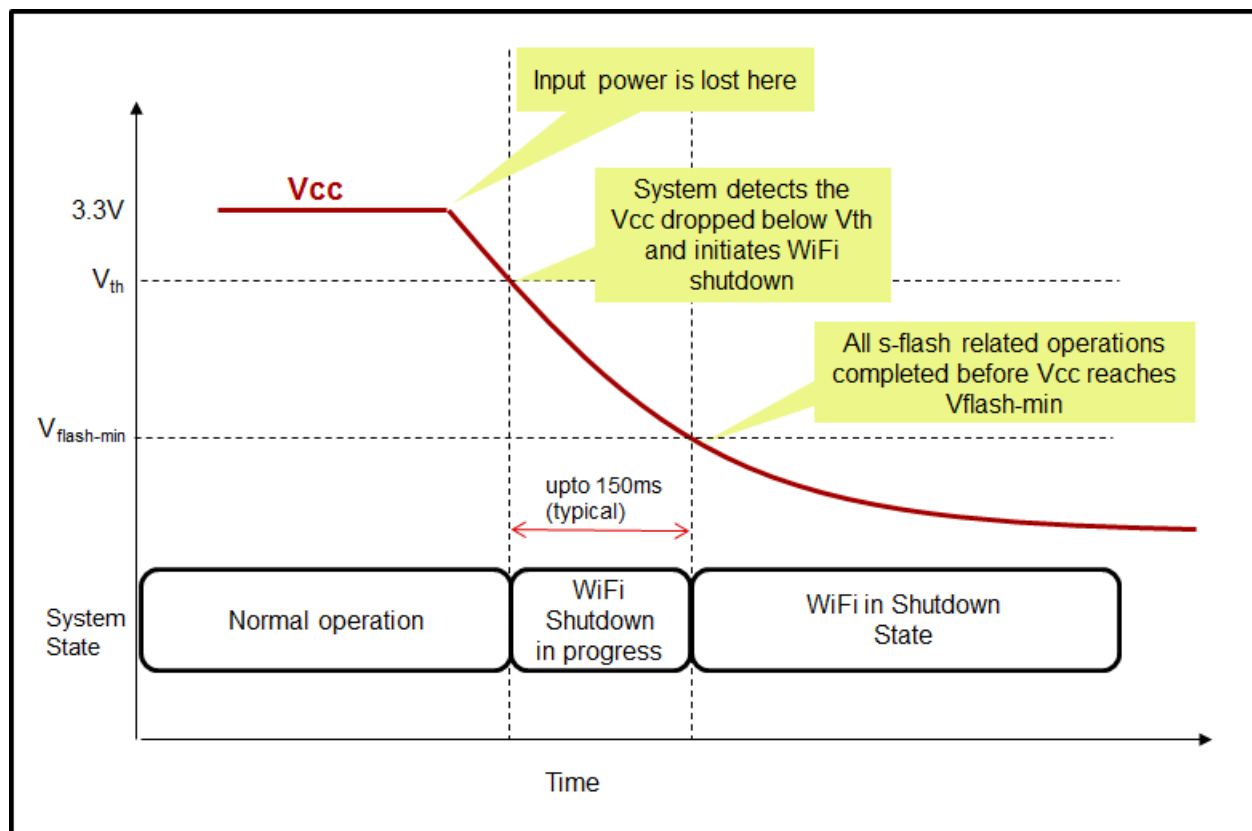 Input power is lost here
Vcc
3.3V
System detects the
Vcc dropped below Vth
and initiates WiFi
shutdown
Vth
All s-flash related operations
completed before Vcc reaches
Vflash-min
Vflash-min
upto 150ms
(typical)
System
State
Normal operation
WiFi
Shutdown
in progress
WiFi in Shutdown
State
Time